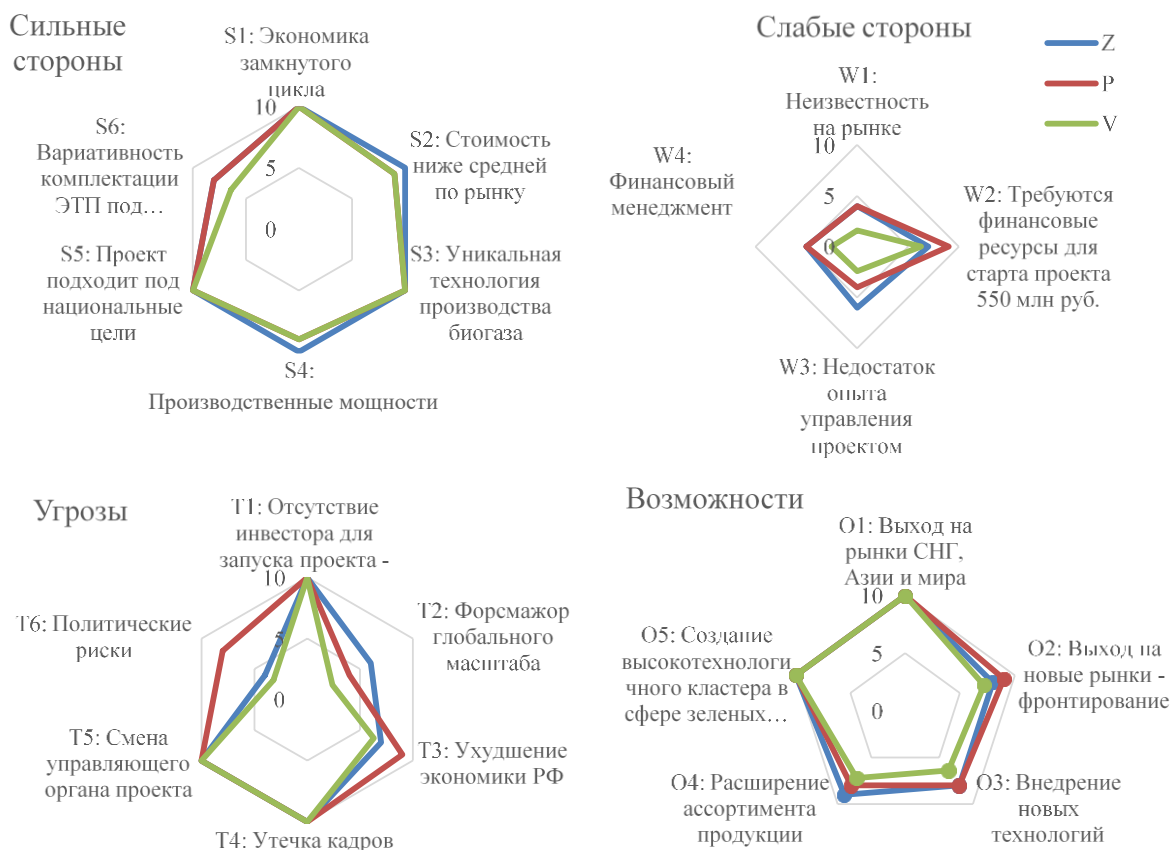 Сильные
стороны
S1: Экономика
замкнутого
цикла
10
5
0
S2: Стоимость
ниже средней
по рынку
S3: Уникальная
технология
производства
биогаза
S4:
Производственные мощности
S5: Проект
подходит под
национальные
цели
S6:
Вариативность
комплектации
ЭТП под…
Слабые стороны
Z
P
V
W1:
Неизвестность
на рынке
10
5
0
W2: Требуются
финансовые
ресурсы для
старта проекта
550 млн руб.
W3: Недостаток
опыта
управления
проектом
W4:
Финансовый
менеджмент
Угрозы
T1: Отсутствие
инвестора для
запуска проекта -
10
5
0
T2: Форсмажор
глобального
масштаба
T3: Ухудшение
экономики РФ
T4: Утечка кадров
T5: Смена
управляющего
органа проекта
T6: Политические
риски
Возможности
O1: Выход на
рынки СНГ,
Азии и мира
10
5
0
O2: Выход на
новые рынки -
фронтирование
O3: Внедрение
новых
технологий
O4: Расширение
ассортимента
продукции
O5: Создание
высокотехнологи
чного кластера в
сфере зеленых…